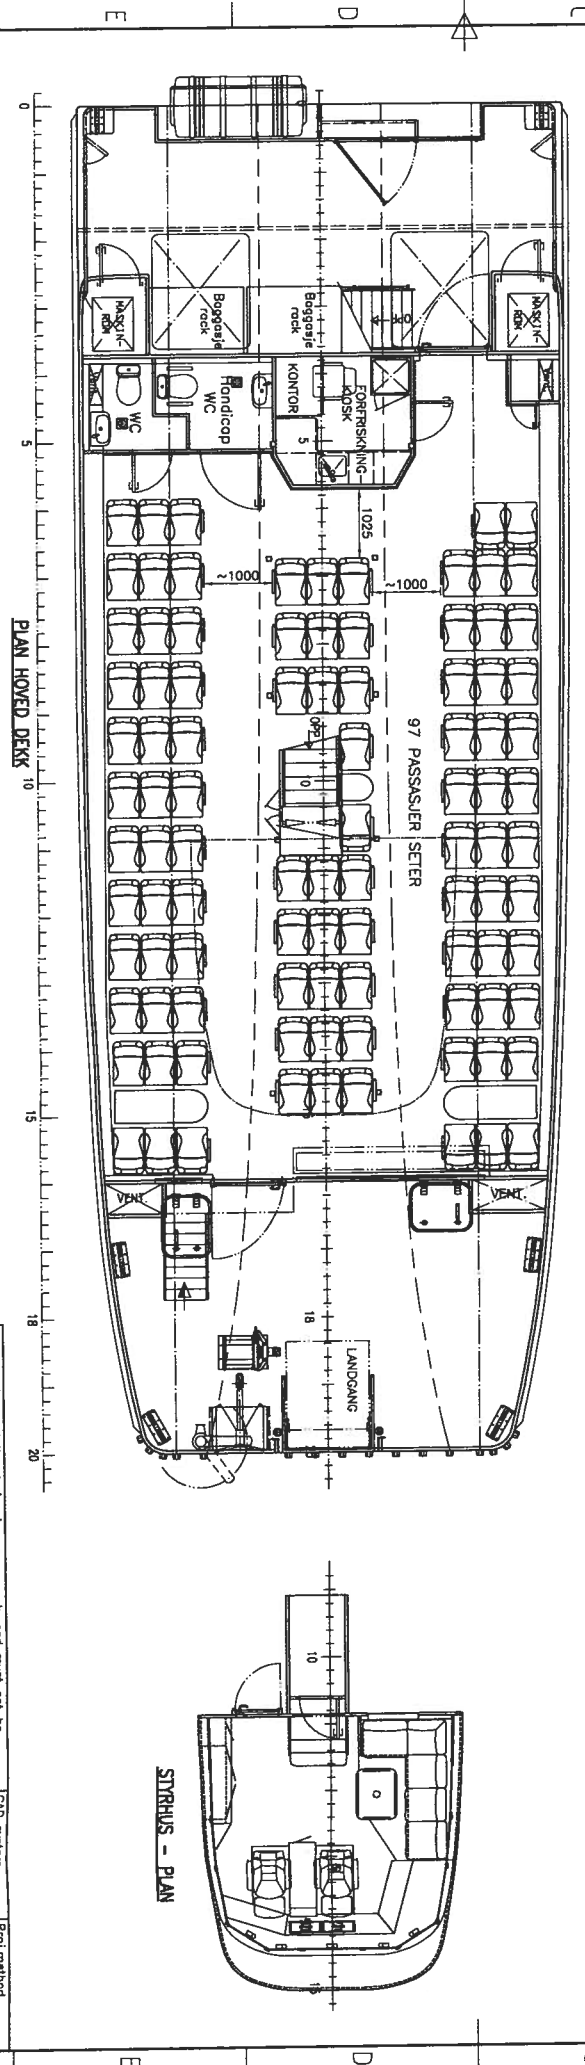 E
D
0
5
10
15
18
20
MASKIN-
ROM
Baggasje
rack
Baggasje
rack
OPP
MASKIN-
ROM
WC
Handicap
WC
KONTOR
FORFRISKNING
KIOSK
5
1025
~1000
~1000
97 PASSASJER SETER
OPP
PLAN HOVED DEKK
VENT
VENT.
18
LANDGANG
10
15
STYRHUS - PLAN
E
D